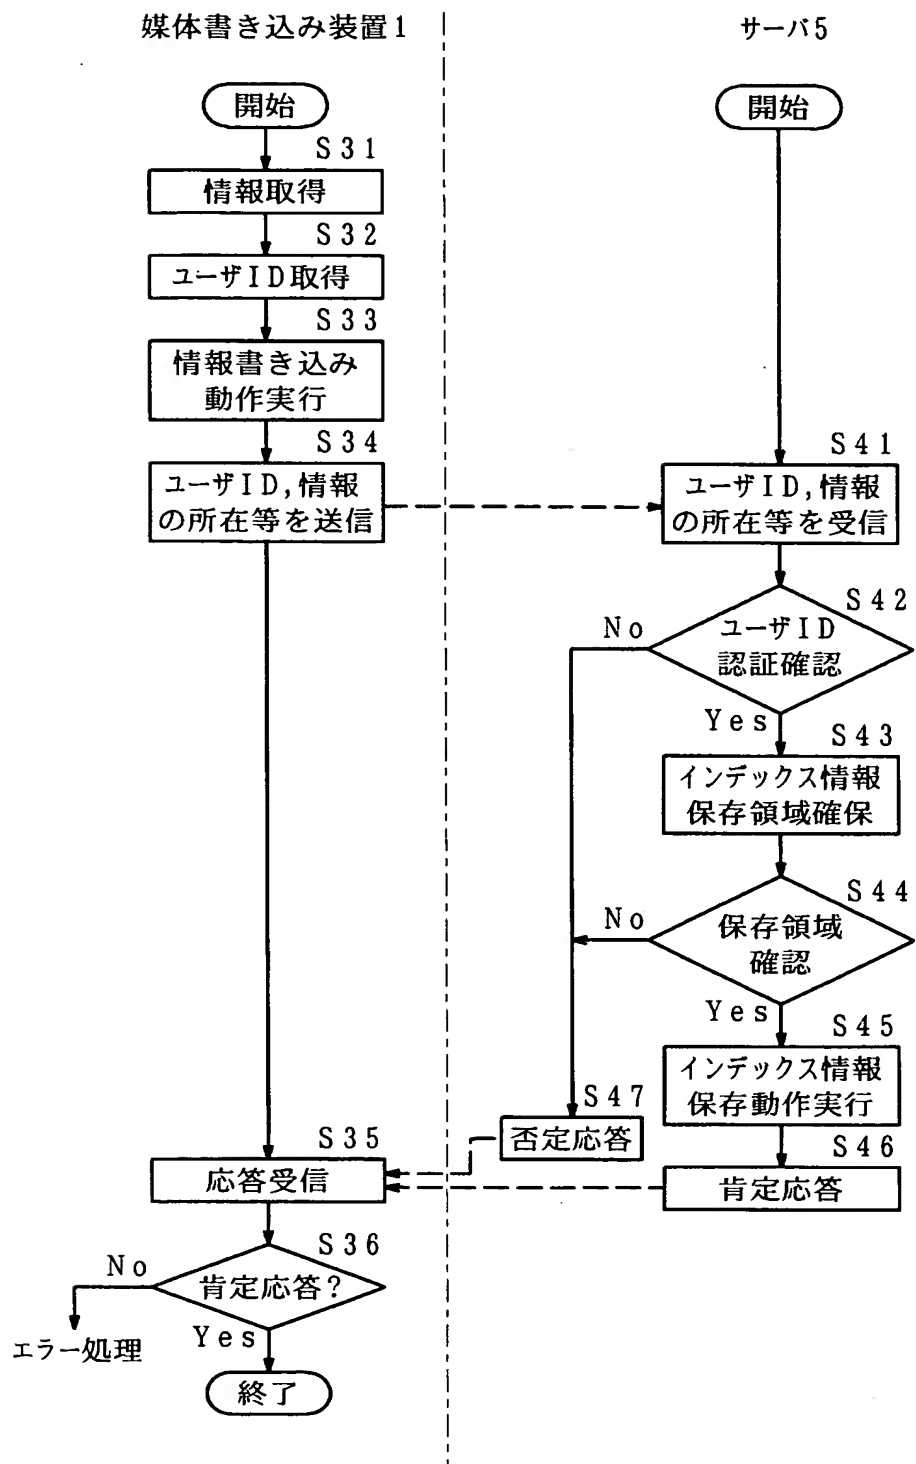 媒体書き込み装置1
サーバ5
開始
S31
情報取得
S32
ユーザID取得
S33
情報書き込み
動作実行
S34
ユーザID,情報
の所在等を送信
開始
S41
ユーザID,情報
の所在等を受信
S42
ユーザID
認証確認
No
Yes
S43
インデックス情報
保存領域確保
S44
保存領域
確認
No
Yes
S45
インデックス情報
保存動作実行
S47
否定応答
S46
肯定応答
S35
応答受信
S36
肯定応答?
No
エラー処理
Yes
終了